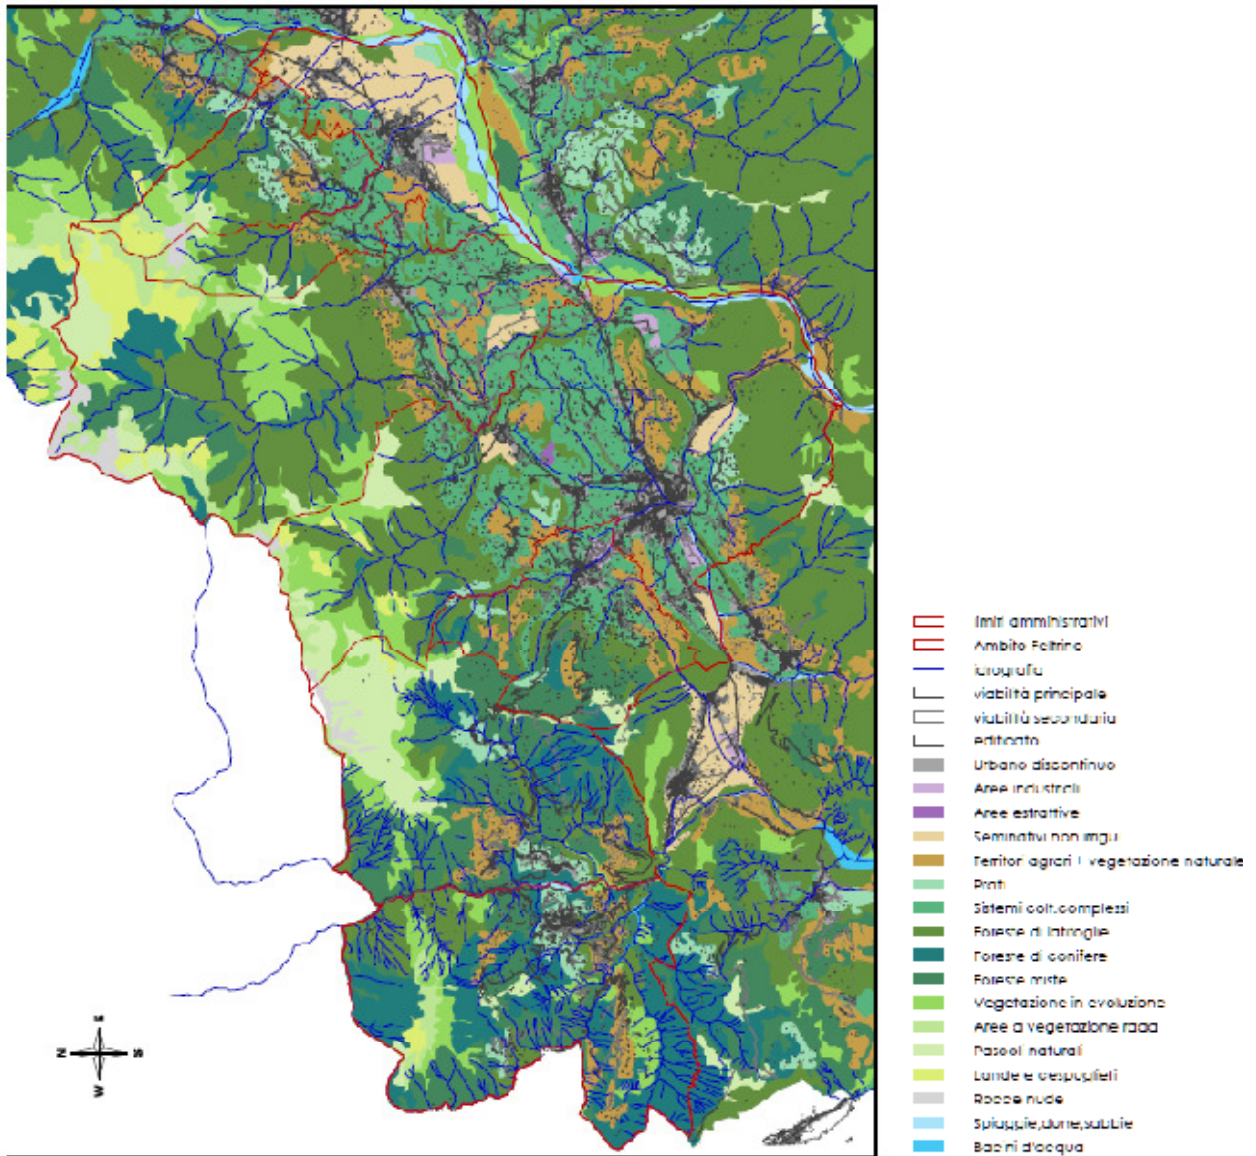 limiti amministrativi
Ambito Feltrino
idrografia
viabilità principale
viabilità secondaria
edificato
Urbano discontinuo
Aree industriali
Aree estrattive
Seminativi non irrigui
Territori agrari + vegetazione naturale
Prati
Sistemi colt.complessi
Foreste di latifoglie
Foreste di conifere
Foreste miste
Vegetazione in evoluzione
Aree a vegetazione rada
Pascoli naturali
Lande e cespuglieti
Rocce nude
Spiaggie,dune,sabbie
Bacini d'acqua
E
N
S
W